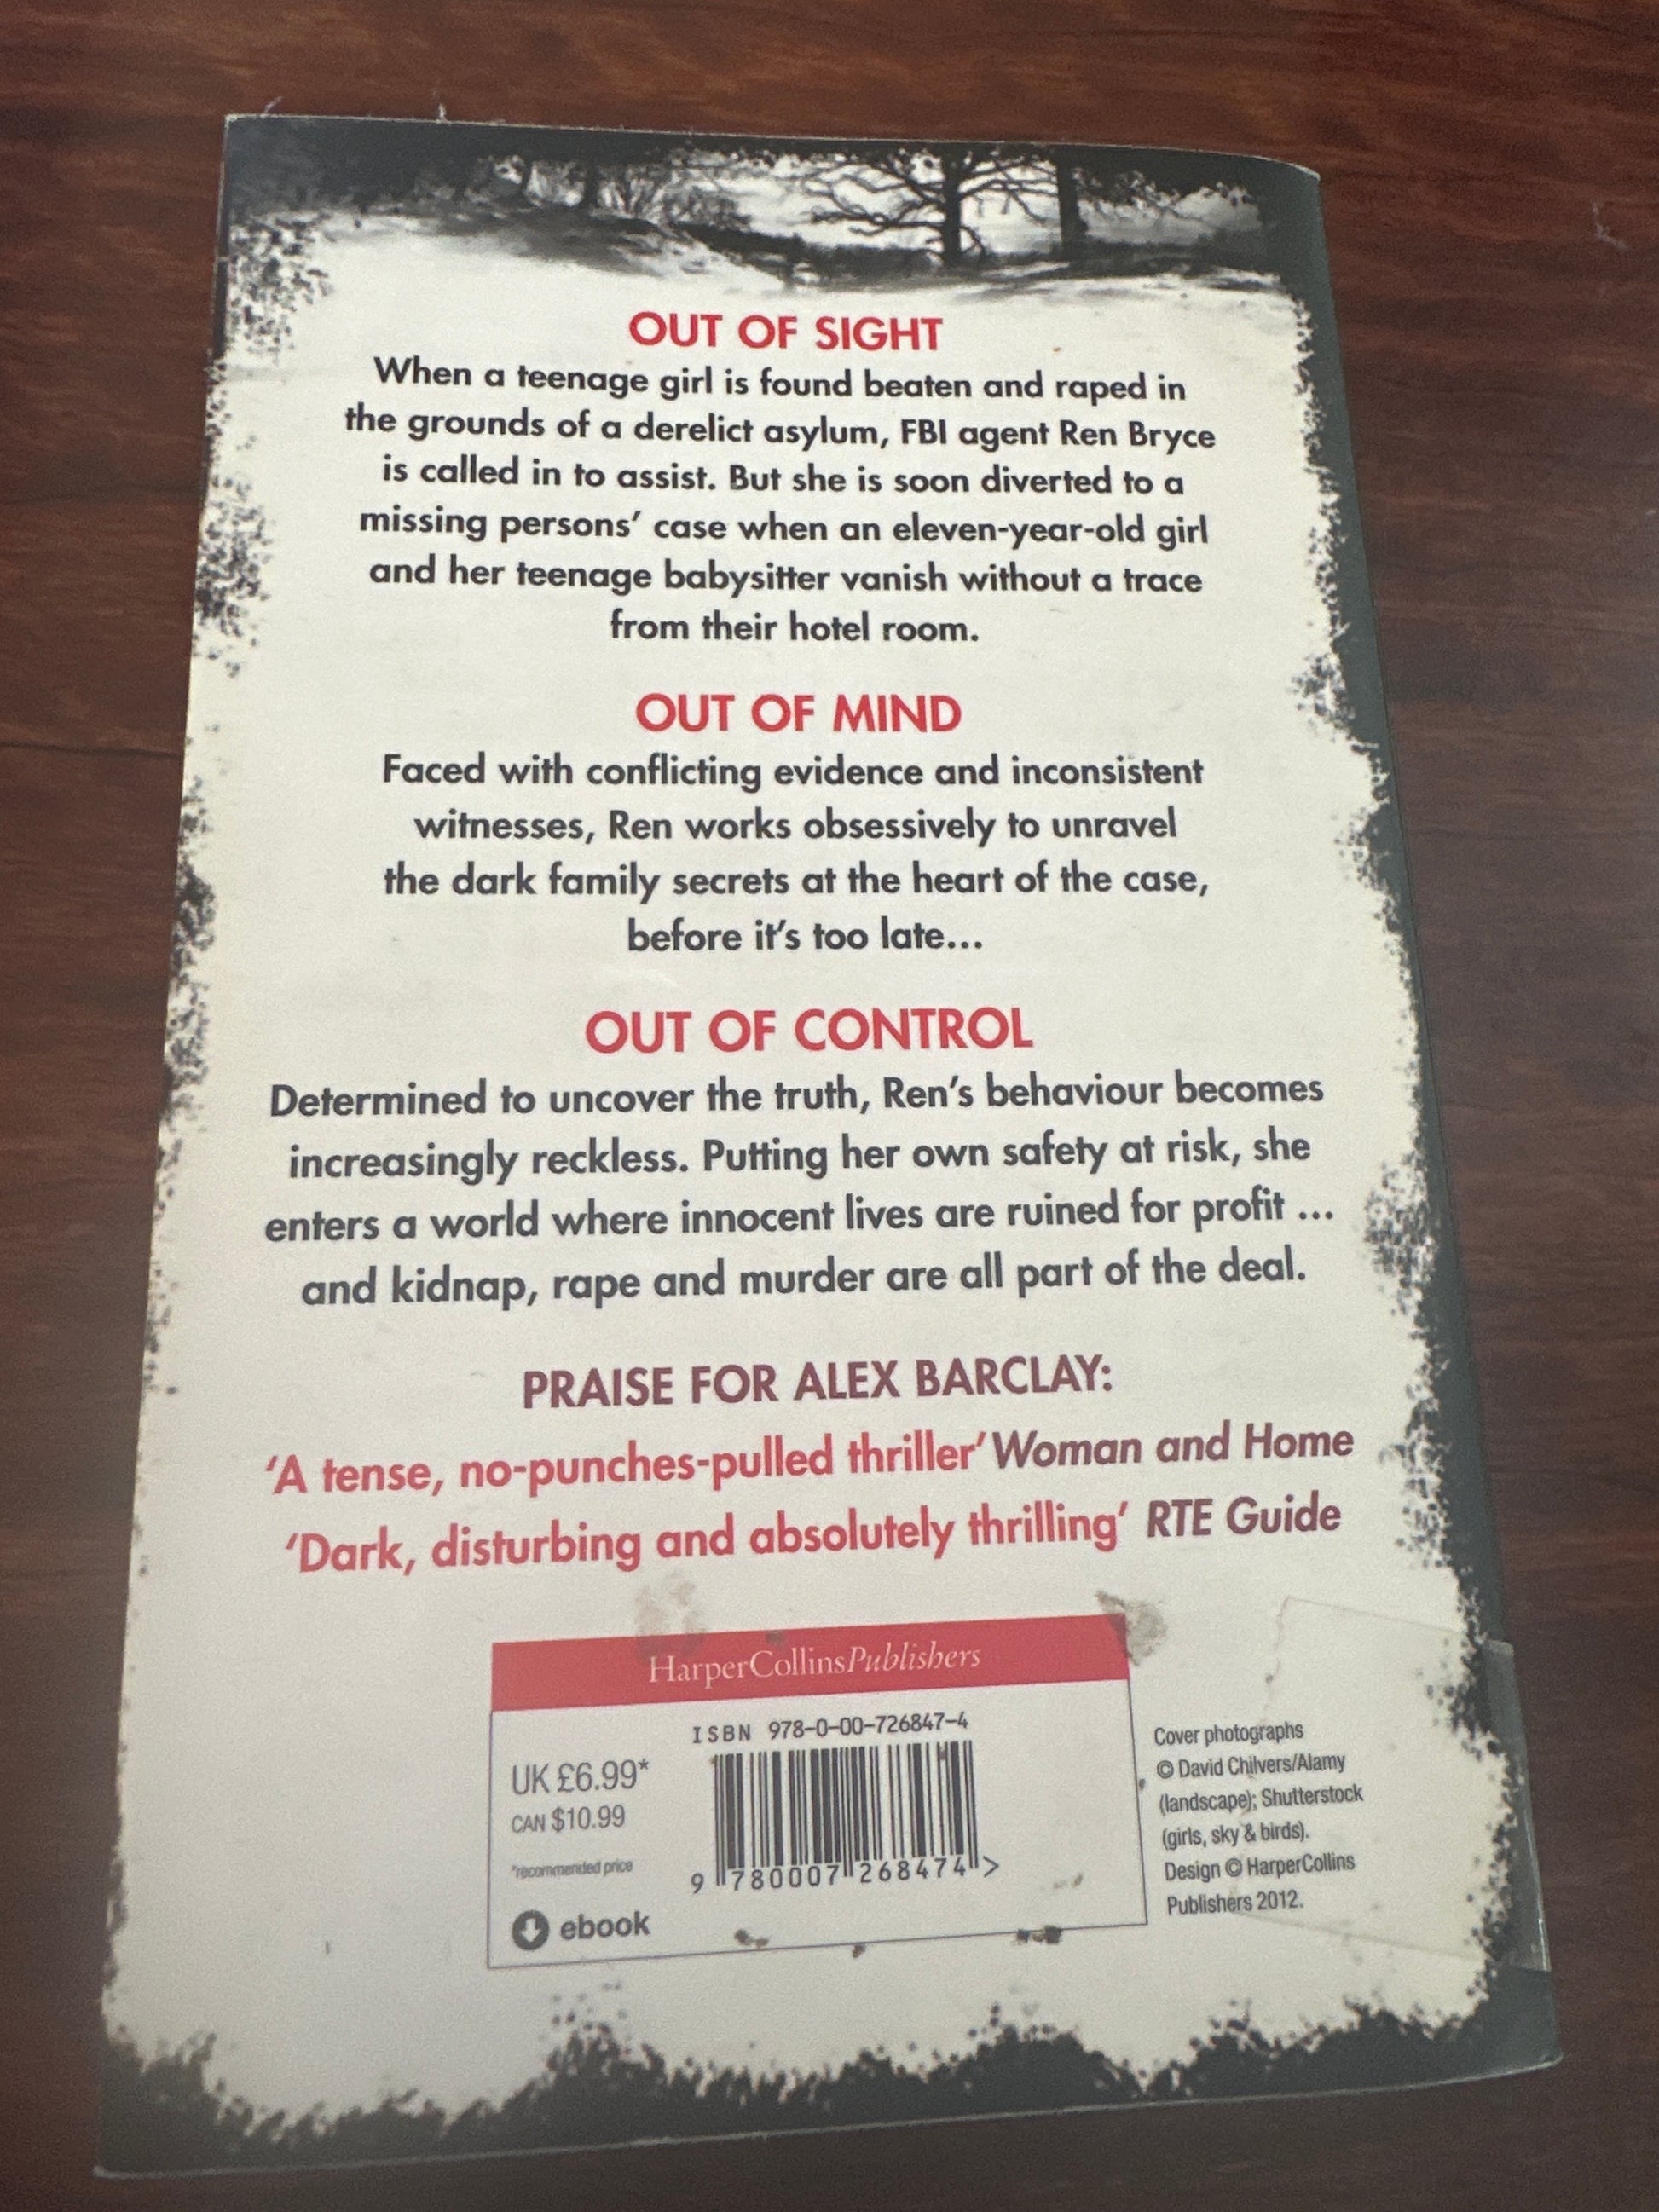 OUT OF SIGHT
When a teenage girl is found beaten and raped in
the grounds of a derelict asylum, FBI agent Ren Bryce
is called in to assist. But she is soon diverted to a
missing persons’ case when an eleven-year-old girl
and her teenage babysitter vanish without a trace
from their hotel room.
OUT OF MIND
Faced with conflicting evidence and inconsistent
witnesses, Ren works obsessively to unravel
the dark family secrets at the heart of the case,
before it’s too late...
OUT OF CONTROL
Determined to uncover the truth, Ren’s behaviour becomes
increasingly reckless. Putting her own safety at risk, she
enters a world where innocent lives are ruined for profit ...
and kidnap, rape and murder are all part of the deal.
PRAISE FOR ALEX BARCLAY:
‘A tense, no-punches-pulled thriller’ Woman and Home
‘Dark, disturbing and absolutely thrilling’ RTE Guide
HarperCollinsPublishers
ISBN 978-0-00-726847-4
UK £6.99*
CAN $10.99
*recommended price
9 780007 268474 >
ebook
Cover photographs
© David Chilvers/Alamy
(landscape); Shutterstock
(girls, sky & birds).
Design © HarperCollins
Publishers 2012.